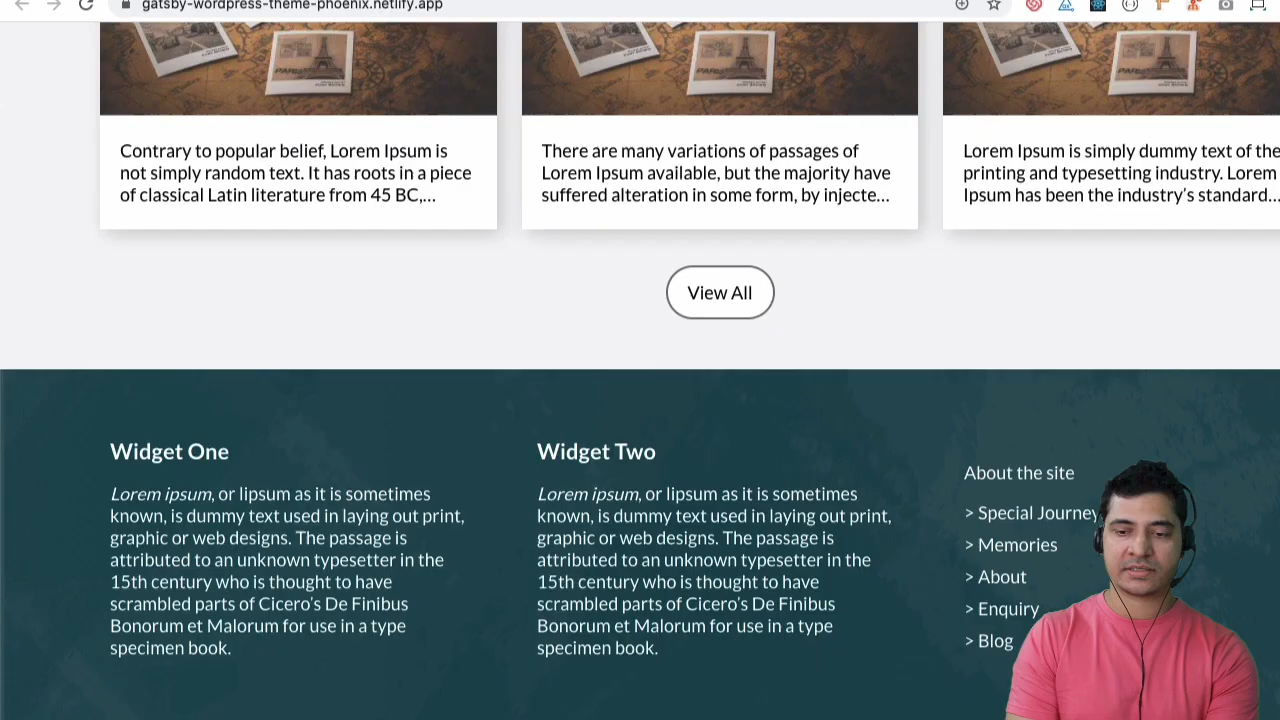 gatsby-wordpress-theme-phoenix.netlify.app
PARIS
PARIS
PARIS
Contrary to popular belief, Lorem Ipsum is
not simply random text. It has roots in a piece
of classical Latin literature from 45 BC,…
There are many variations of passages of
Lorem Ipsum available, but the majority have
suffered alteration in some form, by injecte…
Lorem Ipsum is simply dummy text of the
printing and typesetting industry. Lorem
Ipsum has been the industry's standard…
View All
Widget One
Lorem ipsum, or lipsum as it is sometimes
known, is dummy text used in laying out print,
graphic or web designs. The passage is
attributed to an unknown typesetter in the
15th century who is thought to have
scrambled parts of Cicero's De Finibus
Bonorum et Malorum for use in a type
specimen book.
Widget Two
Lorem ipsum, or lipsum as it is sometimes
known, is dummy text used in laying out print,
graphic or web designs. The passage is
attributed to an unknown typesetter in the
15th century who is thought to have
scrambled parts of Cicero's De Finibus
Bonorum et Malorum for use in a type
specimen book.
About the site
> Special Journey
> Memories
> About
> Enquiry
> Blog